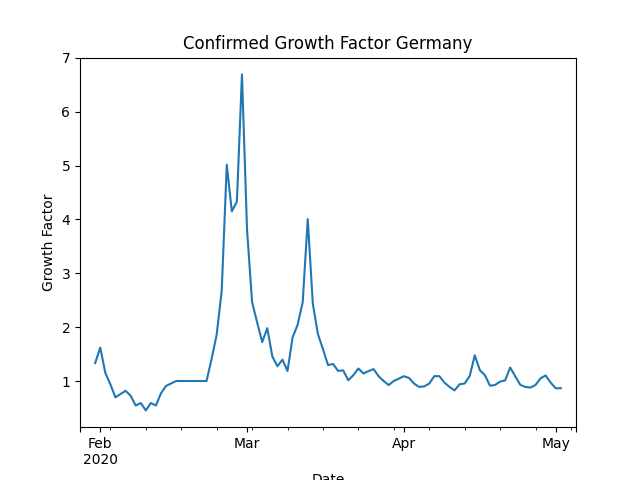 Confirmed Growth Factor Germany
7
6
5
4
3
2
1
Growth Factor
Feb
2020
Mar
Apr
May
Date